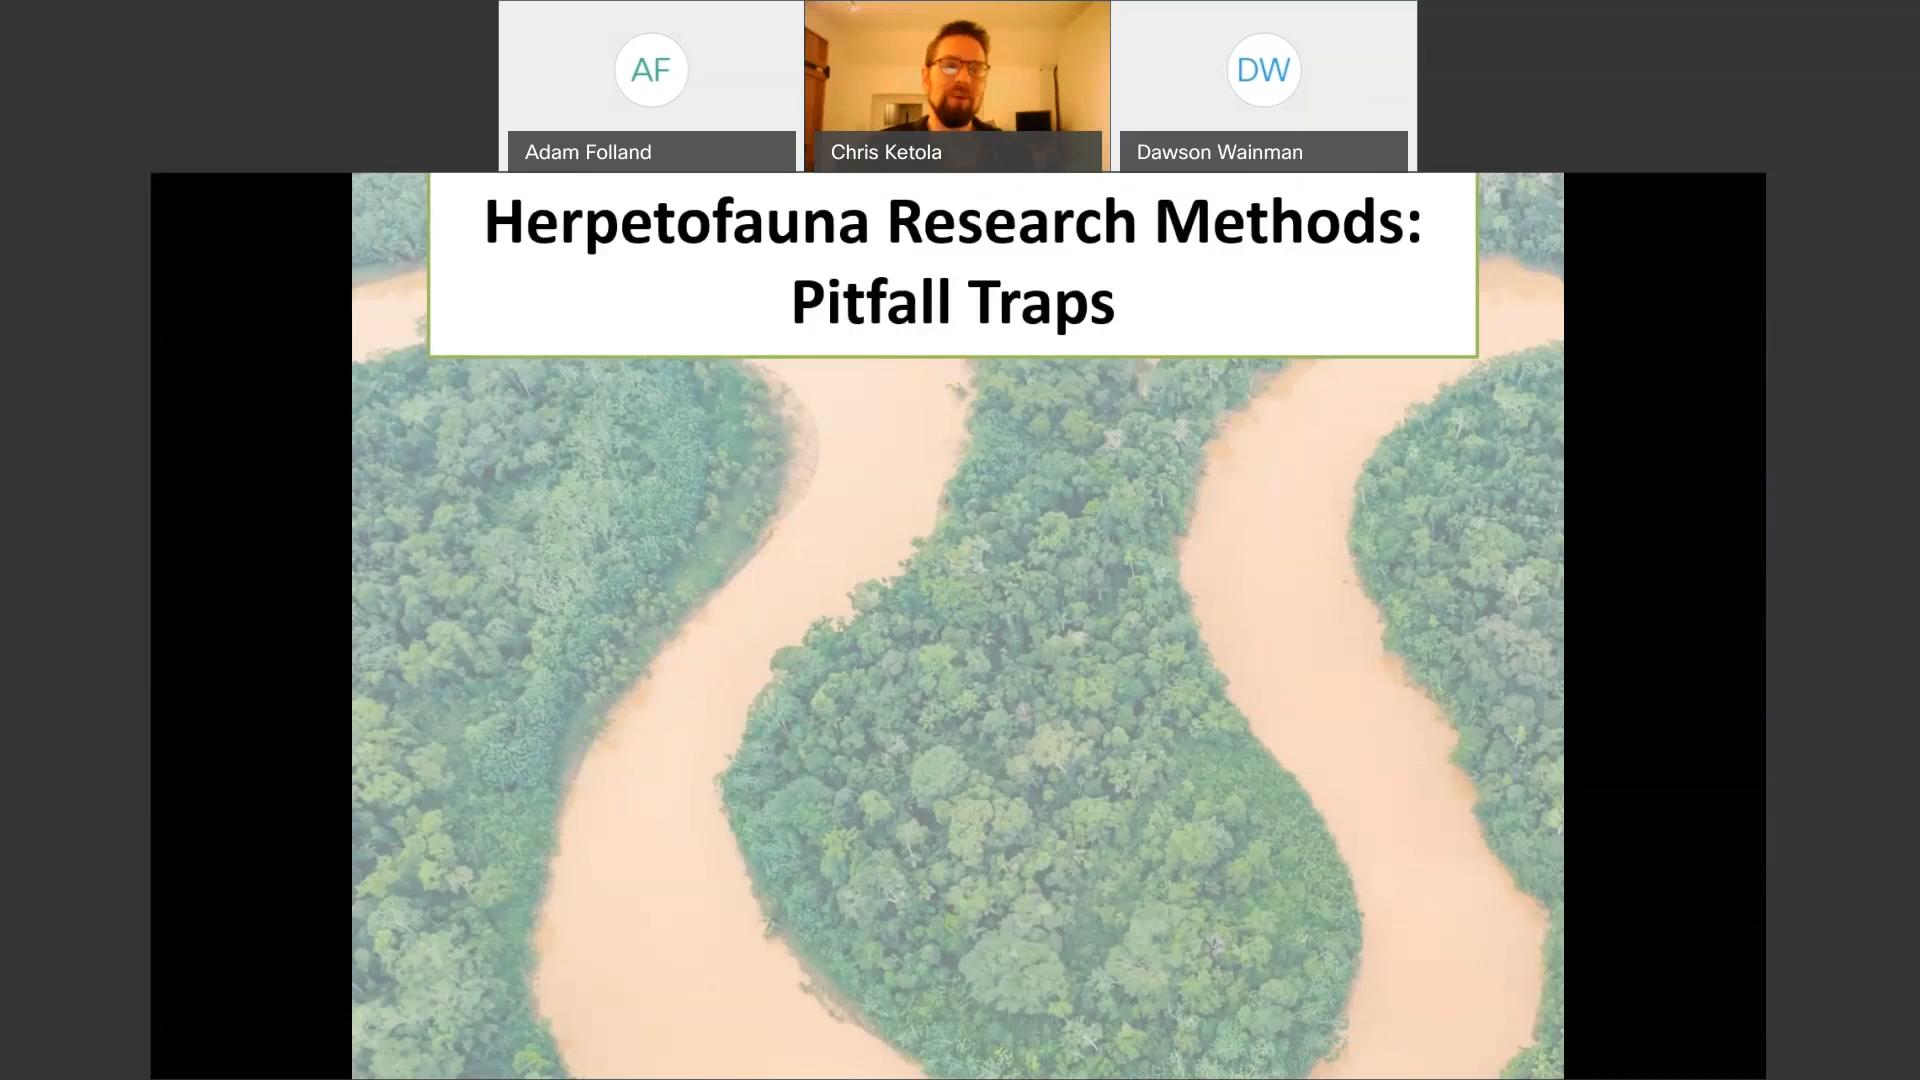 AF
DW
Adam Folland
Chris Ketola
Dawson Wainman
Herpetofauna Research Methods:
Pitfall Traps